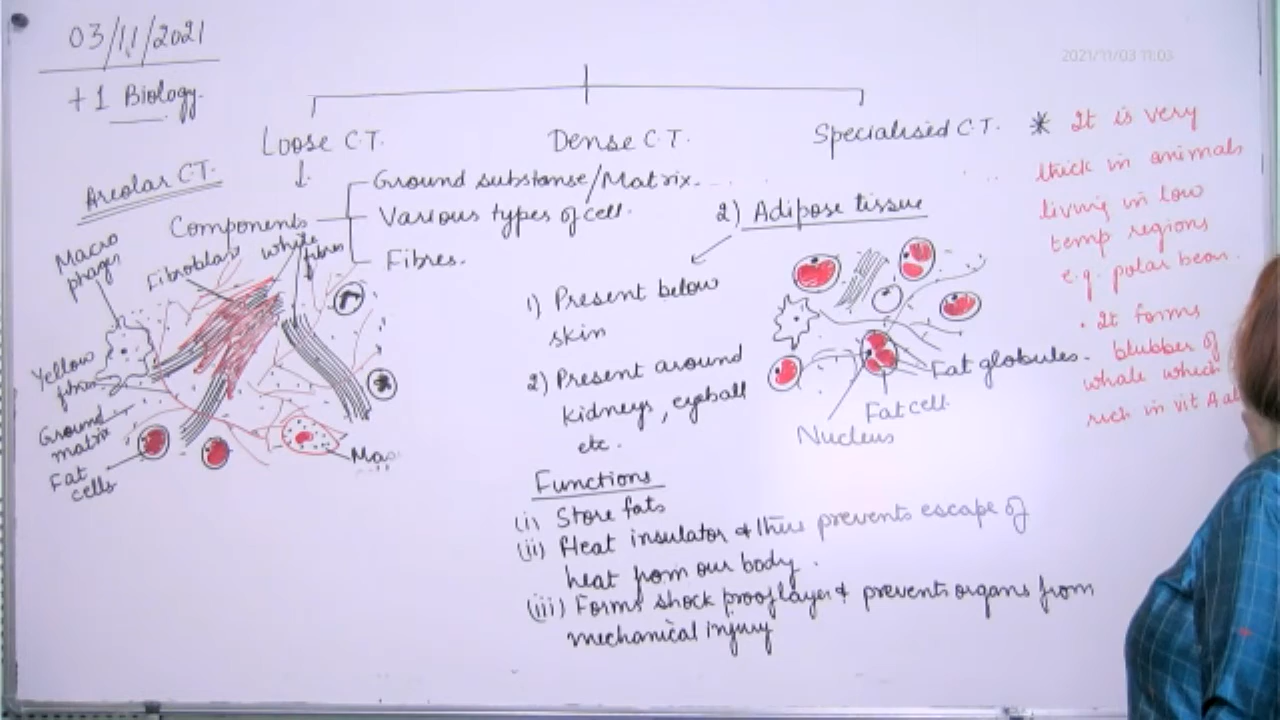 03/11/2021
+1 Biology.
2021/11/03 11:03
Loose C.T.
Dense C.T.
Specialised C.T.
Areolar C.T.
Components
Ground substanse/Matrix.
Various types of cell.
Fibres.
Macro
phages
Fibroblast
white
fibres
Yellow
fibres
Ground
matrix
Fat
cells
Mas
2) Adipose tissue
1) Present below
skin
2) Present around
kidneys, eyeball
etc.
Fat globules.
Fat cell.
Nucleus
Functions
(i) Store fats
(ii) Heat insulator & thus prevents escape of
heat from our body.
(iii) Forms shock proof layer & prevents organs from
mechanical injury
* It is very
thick in animals
living in low
temp regions
e.g. polar bear.
. It forms
blubber of
whale which
rich in vit A